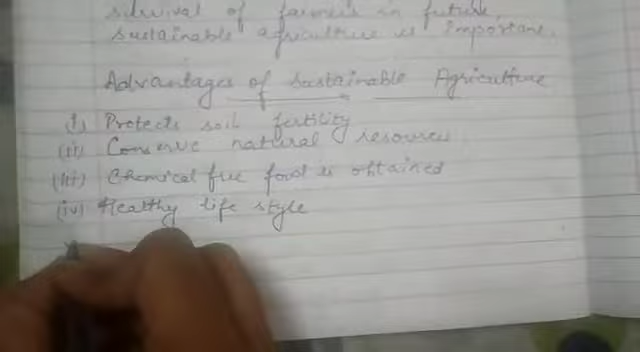 survival of farmers in future,
sustainable agriculture is important.
Advantages of sustainable Agriculture
(i) Protects soil fertility
(ii) Conserve natural resources
(iii) Chemical free food is obtained
(iv) Healthy life style